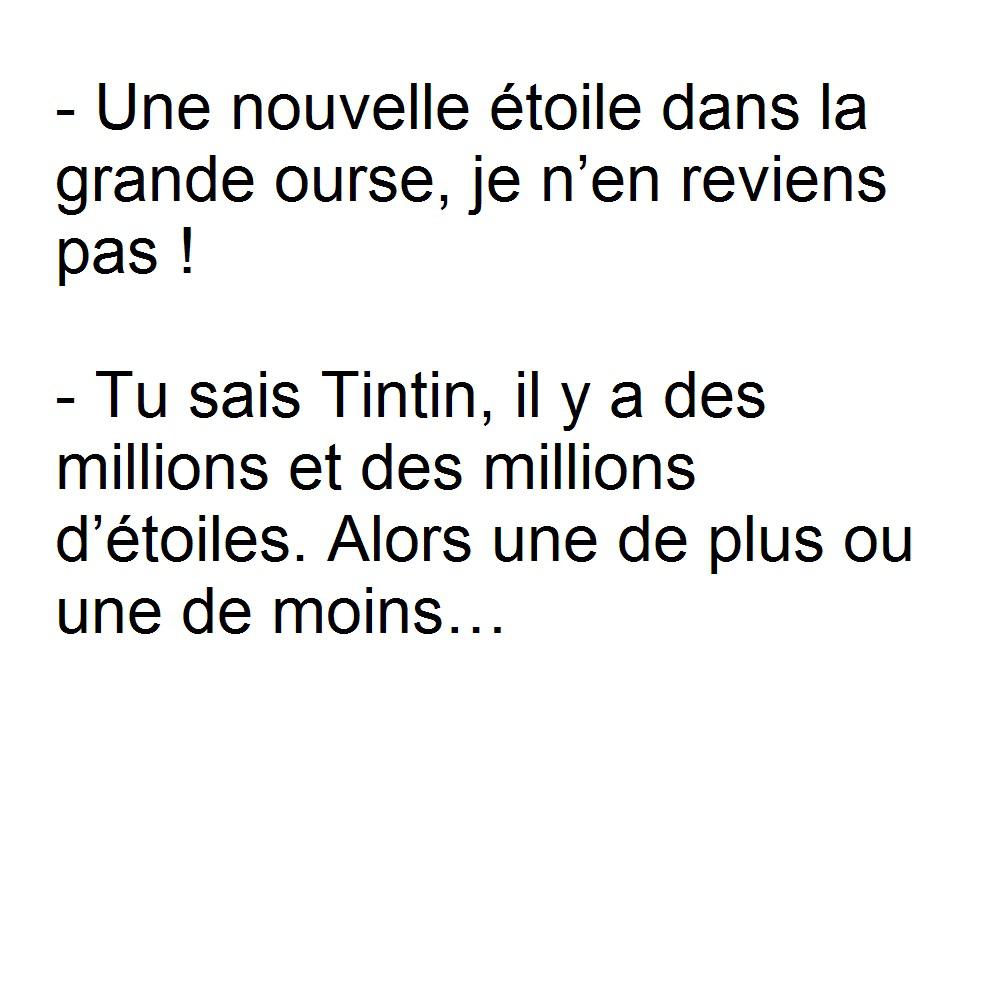 - Une nouvelle étoile dans la
grande ourse, je n’en reviens
pas !
- Tu sais Tintin, il y a des
millions et des millions
d’étoiles. Alors une de plus ou
une de moins…